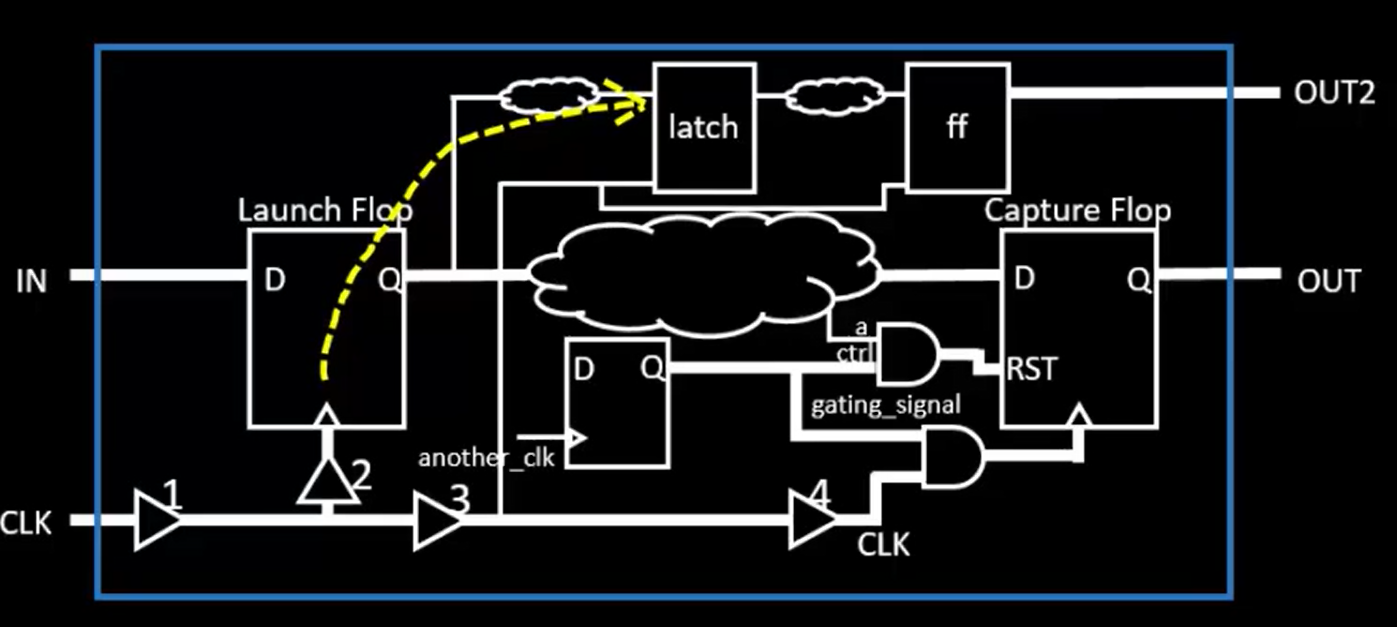 OUT2
latch
ff
Launch Flop
Capture Flop
IN
D
Q
D
Q
OUT
a
ctrl
D
Q
RST
gating_signal
another_clk
1
2
3
4
CLK
CLK